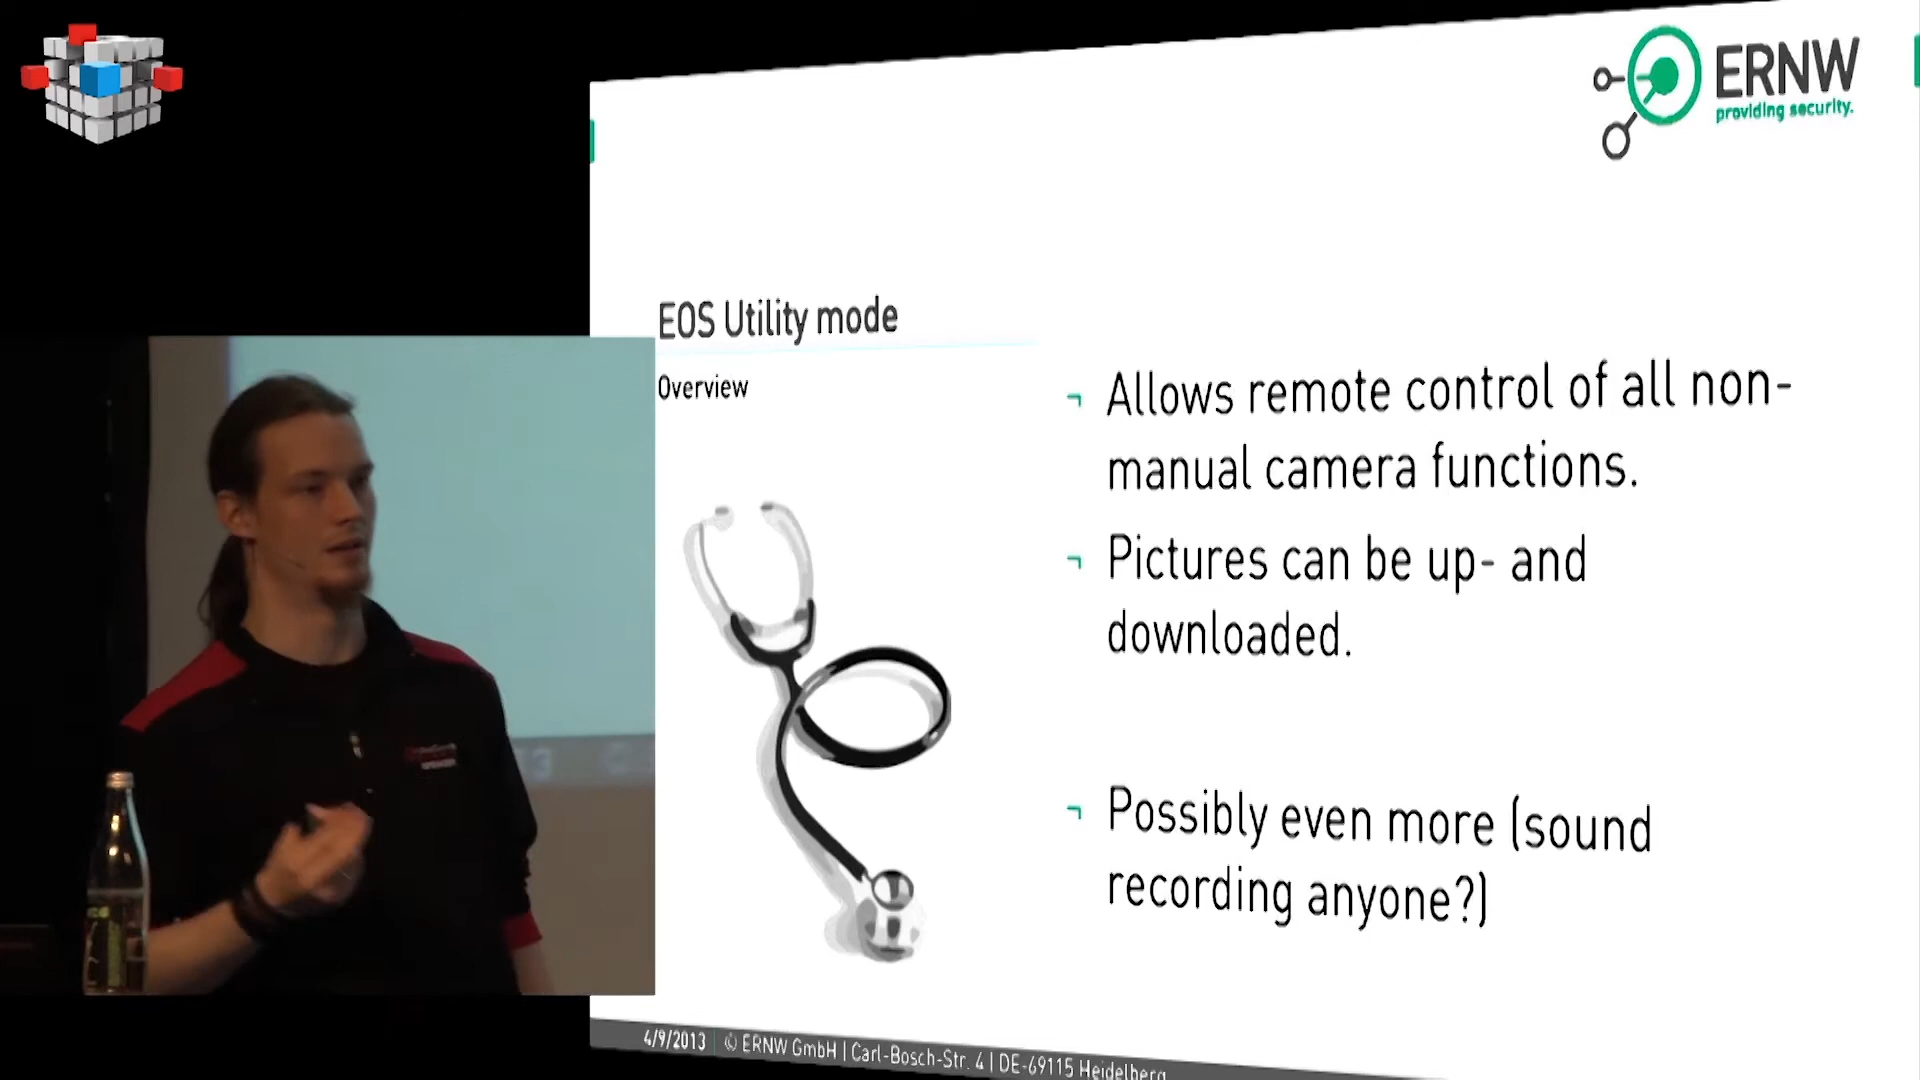 ERNW
providing security.
EOS Utility mode
Overview
¬ Allows remote control of all non-
manual camera functions.
¬ Pictures can be up- and
downloaded.
¬ Possibly even more (sound
recording anyone?)
4/9/2013 | © ERNW GmbH | Carl-Bosch-Str. 4 | DE-69115 Heidelberg